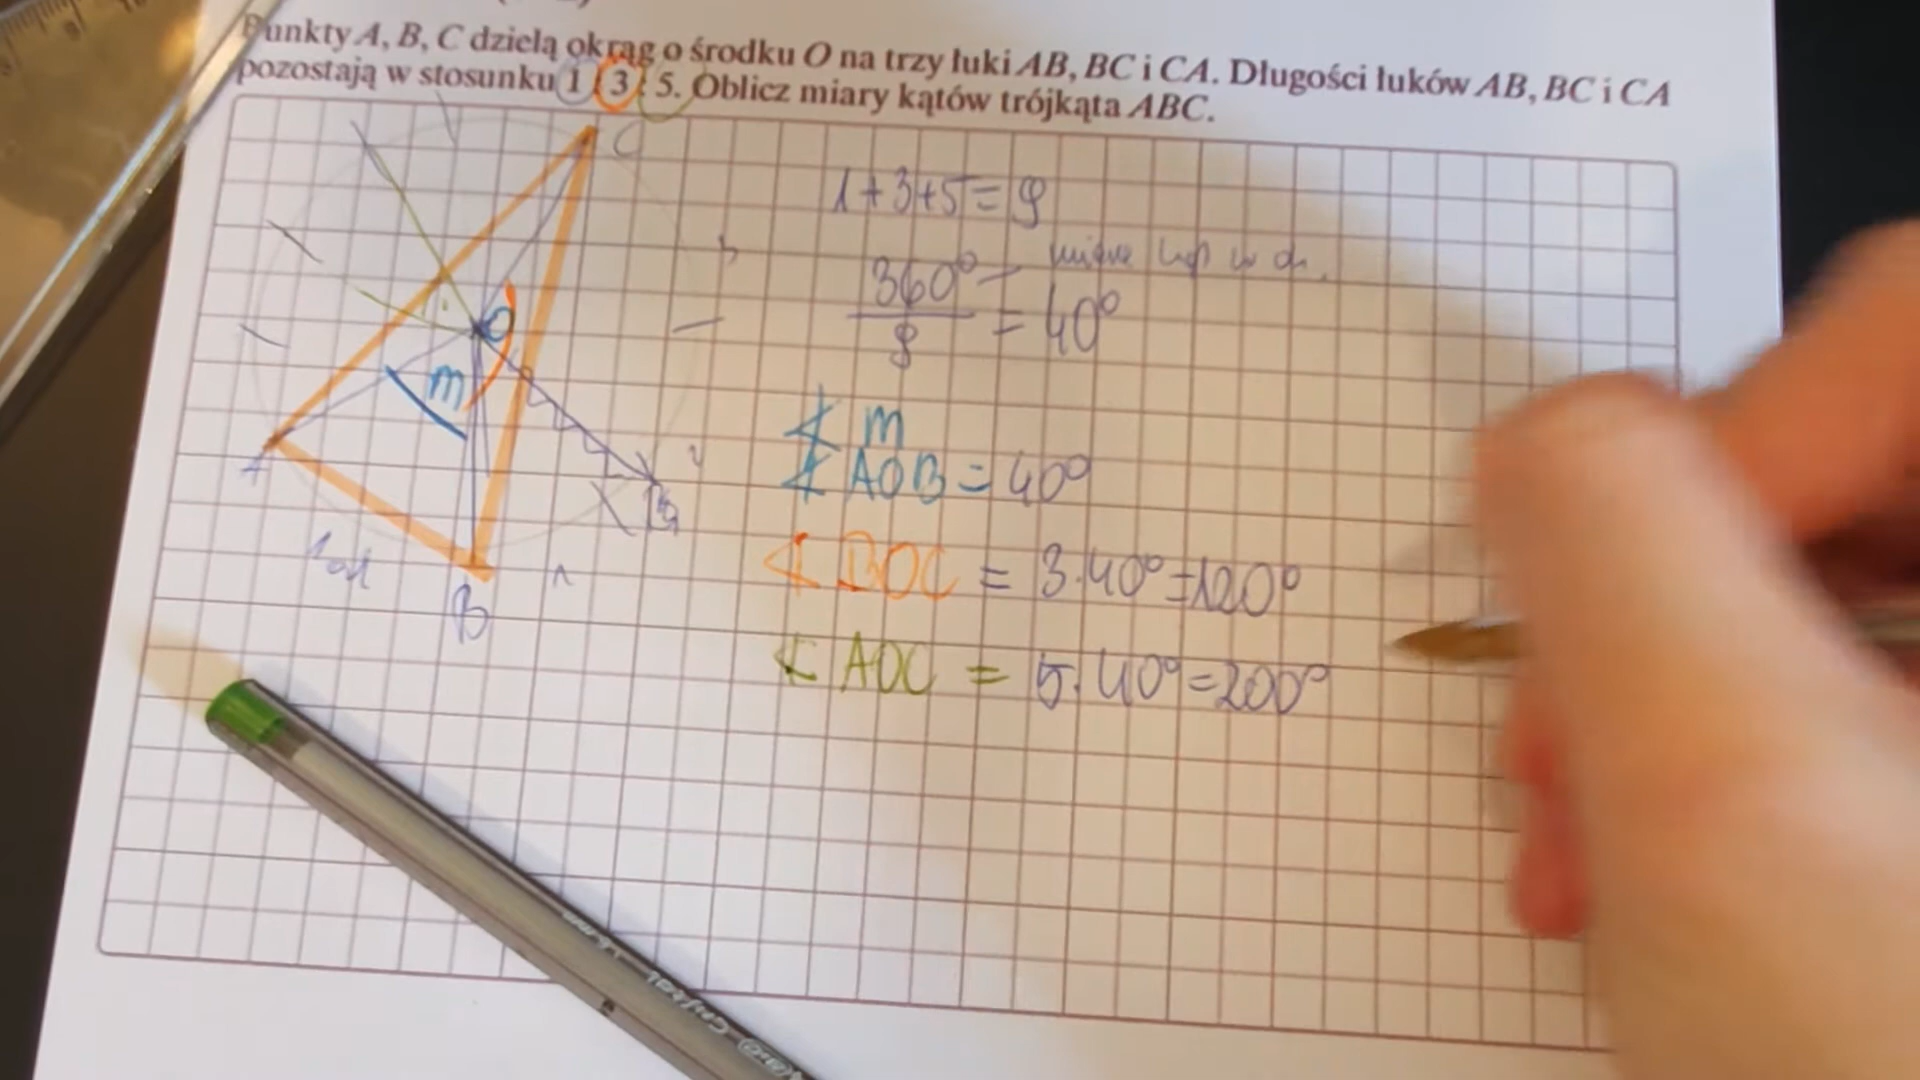 Punkty A, B, C dzielą okrąg o środku O na trzy łuki AB, BC i CA. Długości łuków AB, BC i CA
pozostają w stosunku 1 : 3 : 5. Oblicz miary kątów trójkąta ABC.
C
1+3+5=9
360° = 40°
9
O
m
∢ m
A
∢ AOB = 40°
∢ BOC = 3·40°=120°
B
∢ AOC = 5·40°=200°